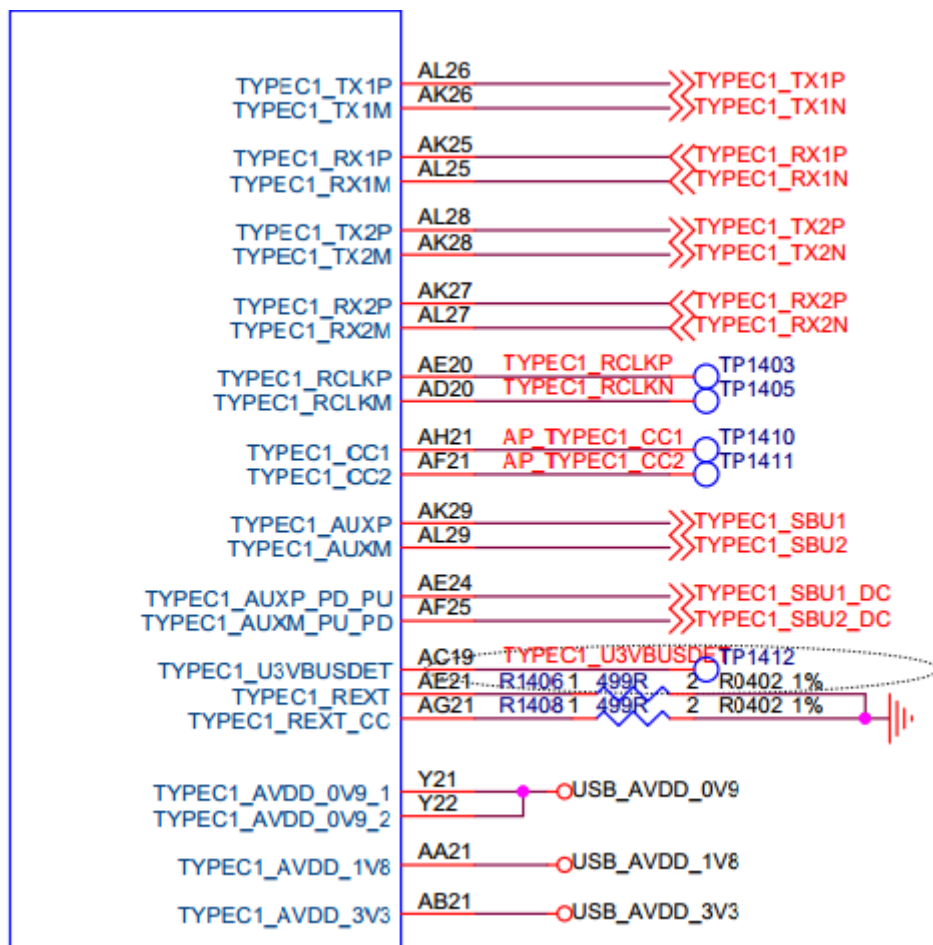 TYPEC1_TX1P AL26 TYPEC1_TX1P
TYPEC1_TX1M AK26 TYPEC1_TX1N
TYPEC1_RX1P AK25 TYPEC1_RX1P
TYPEC1_RX1M AL25 TYPEC1_RX1N
TYPEC1_TX2P AL28 TYPEC1_TX2P
TYPEC1_TX2M AK28 TYPEC1_TX2N
TYPEC1_RX2P AK27 TYPEC1_RX2P
TYPEC1_RX2M AL27 TYPEC1_RX2N
TYPEC1_RCLKP AE20 TYPEC1_RCLKP TP1403
TYPEC1_RCLKM AD20 TYPEC1_RCLKN TP1405
TYPEC1_CC1 AH21 AP_TYPEC1_CC1 TP1410
TYPEC1_CC2 AF21 AP_TYPEC1_CC2 TP1411
TYPEC1_AUXP AK29 TYPEC1_SBU1
TYPEC1_AUXM AL29 TYPEC1_SBU2
TYPEC1_AUXP_PD_PU AE24 TYPEC1_SBU1_DC
TYPEC1_AUXM_PU_PD AF25 TYPEC1_SBU2_DC
TYPEC1_U3VBUSDET AC19 TYPEC1_U3VBUSDET TP1412
TYPEC1_REXT AE21 R1406 1 499R 2 R0402 1%
TYPEC1_REXT_CC AG21 R1408 1 499R 2 R0402 1%
TYPEC1_AVDD_0V9_1 Y21 USB_AVDD_0V9
TYPEC1_AVDD_0V9_2 Y22
TYPEC1_AVDD_1V8 AA21 USB_AVDD_1V8
TYPEC1_AVDD_3V3 AB21 USB_AVDD_3V3